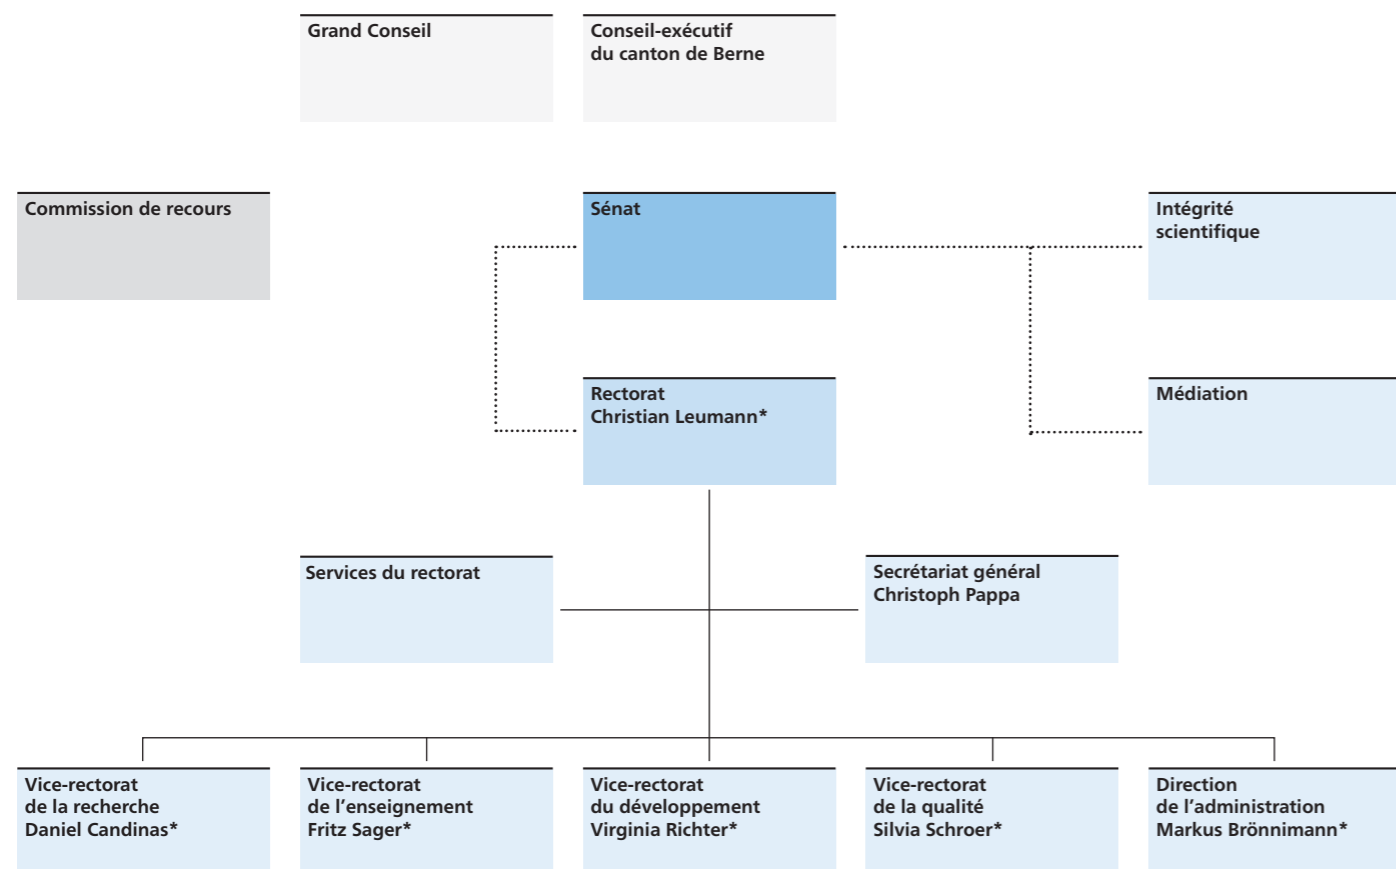 Grand Conseil
Conseil-exécutif
du canton de Berne
Commission de recours
Sénat
Intégrité
scientifique
Rectorat
Christian Leumann*
Médiation
Services du rectorat
Secrétariat général
Christoph Pappa
Vice-rectorat
de la recherche
Daniel Candinas*
Vice-rectorat
de l’enseignement
Fritz Sager*
Vice-rectorat
du développement
Virginia Richter*
Vice-rectorat
de la qualité
Silvia Schroer*
Direction
de l’administration
Markus Brönnimann*